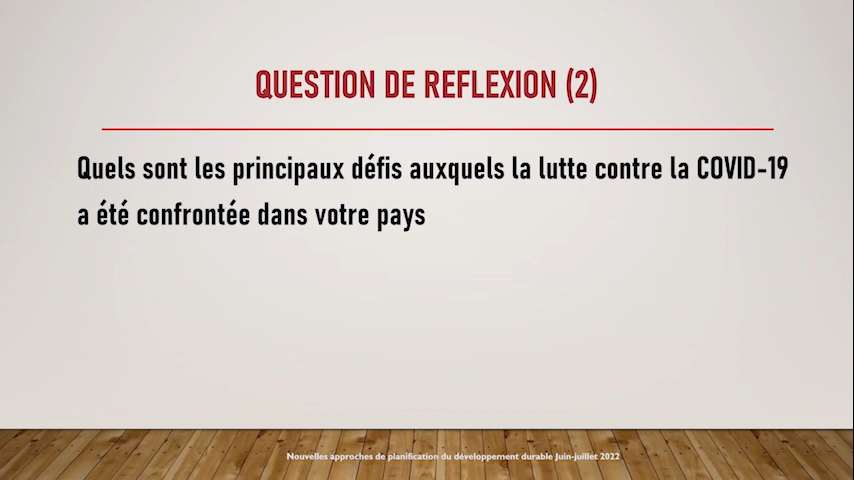 QUESTION DE REFLEXION (2)
Quels sont les principaux défis auxquels la lutte contre la COVID-19
a été confrontée dans votre pays
Nouvelles approches de planification du développement durable Juin-juillet 2022